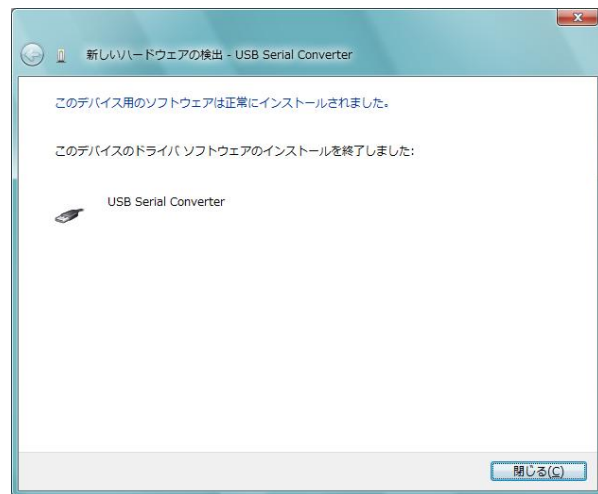 新しいハードウェアの検出 - USB Serial Converter
このデバイス用のソフトウェアは正常にインストールされました。
このデバイスのドライバ ソフトウェアのインストールを終了しました:
USB Serial Converter
閉じる(C)